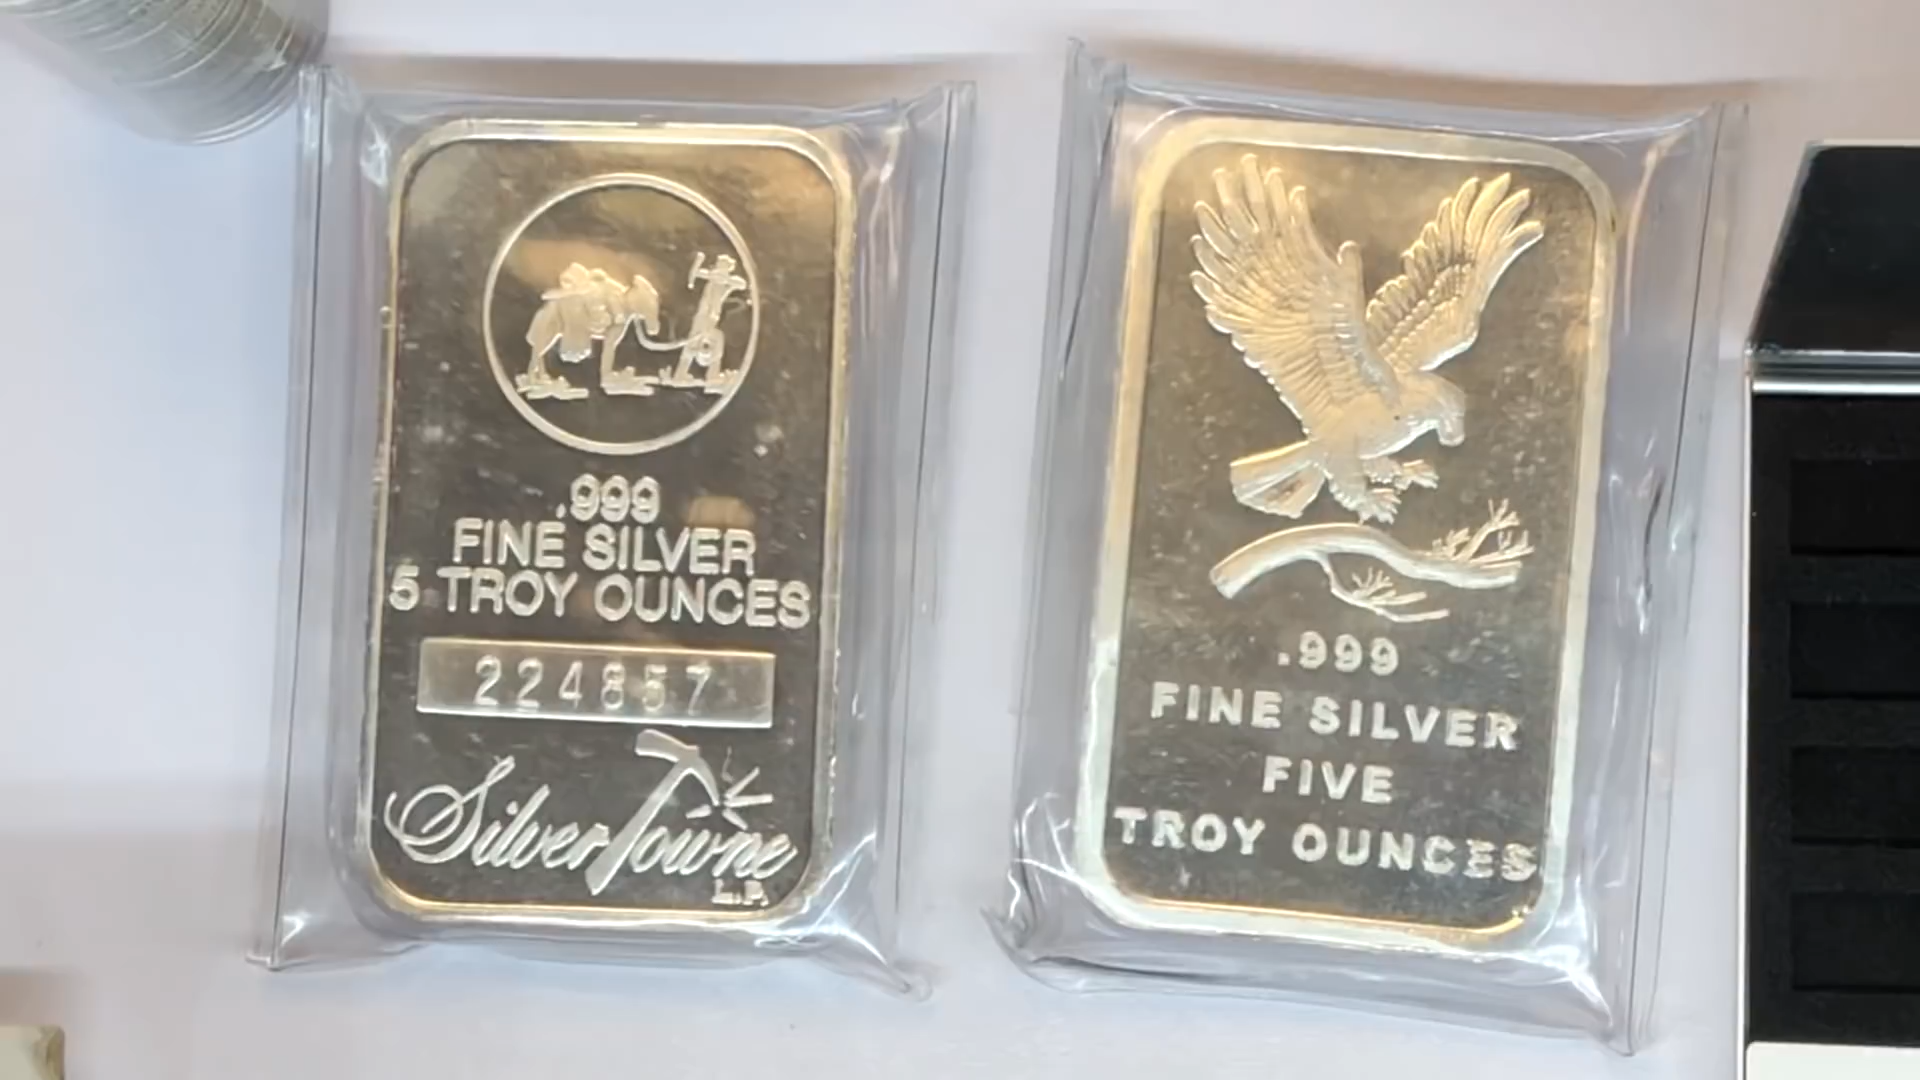 .999
FINE SILVER
5 TROY OUNCES
224857
SilverTowne
L.P.
.999
FINE SILVER
FIVE
TROY OUNCES